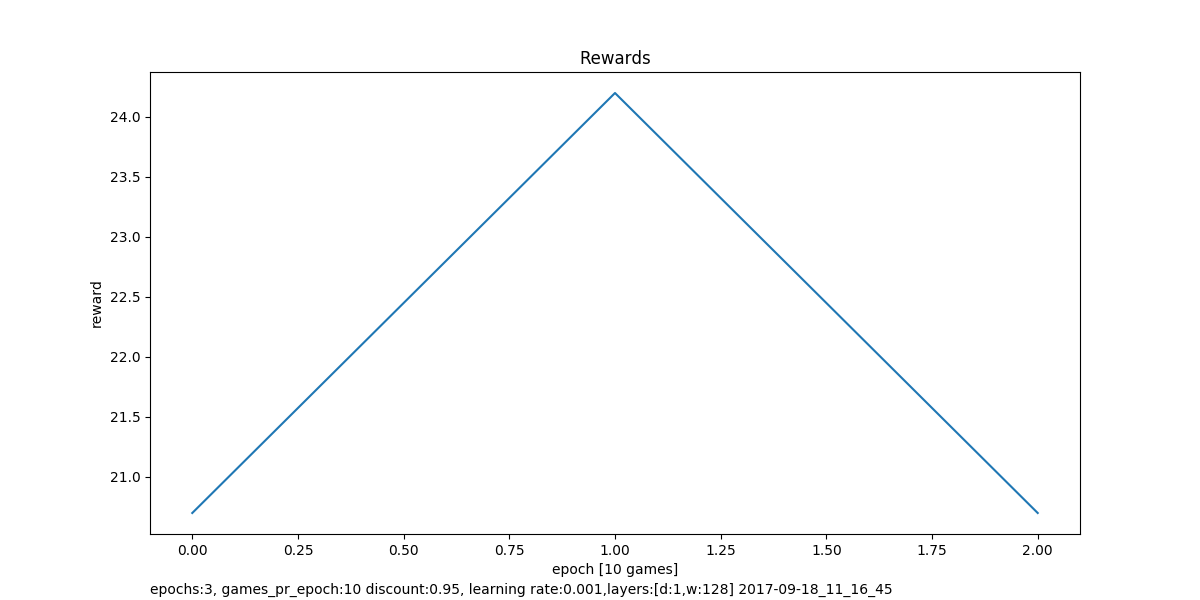 Rewards
reward
24.0
23.5
23.0
22.5
22.0
21.5
21.0
0.00 0.25 0.50 0.75 1.00 1.25 1.50 1.75 2.00
epoch [10 games]
epochs:3, games_pr_epoch:10 discount:0.95, learning rate:0.001,layers:[d:1,w:128] 2017-09-18_11_16_45